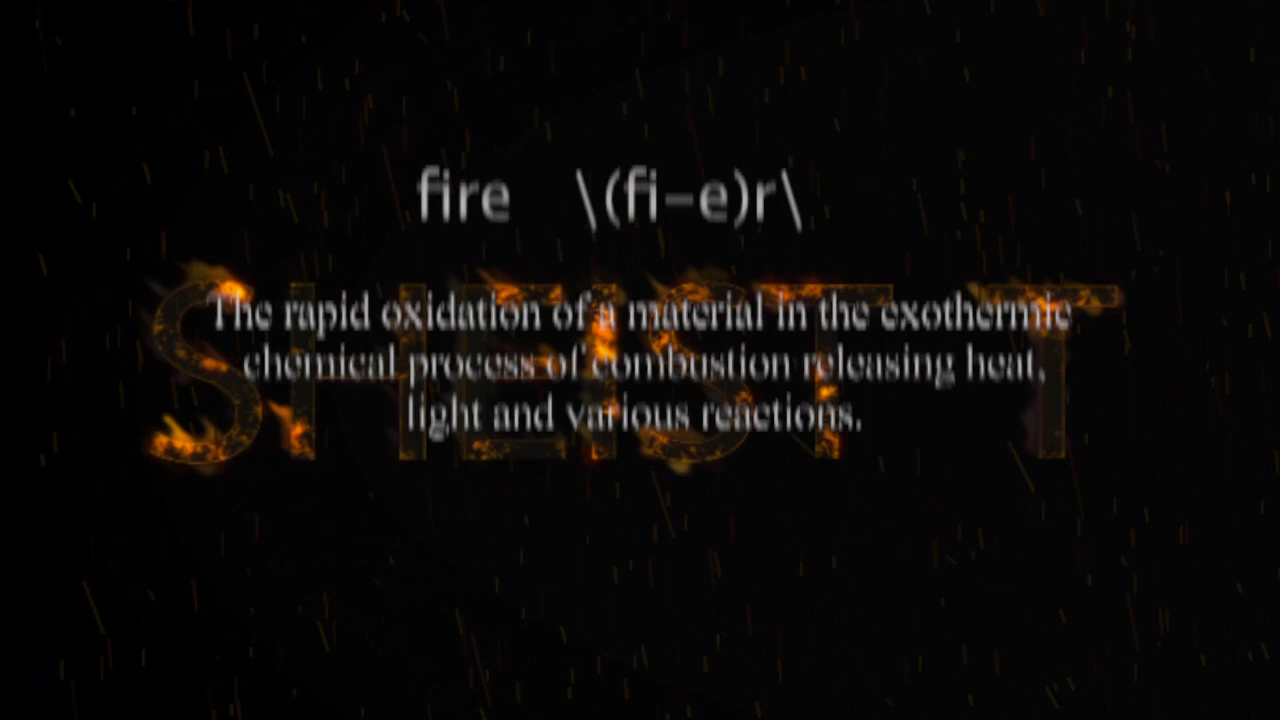 fire \(fi-e)r\
SHEIST T
The rapid oxidation of a material in the exothermic
chemical process of combustion releasing heat,
light and various reactions.